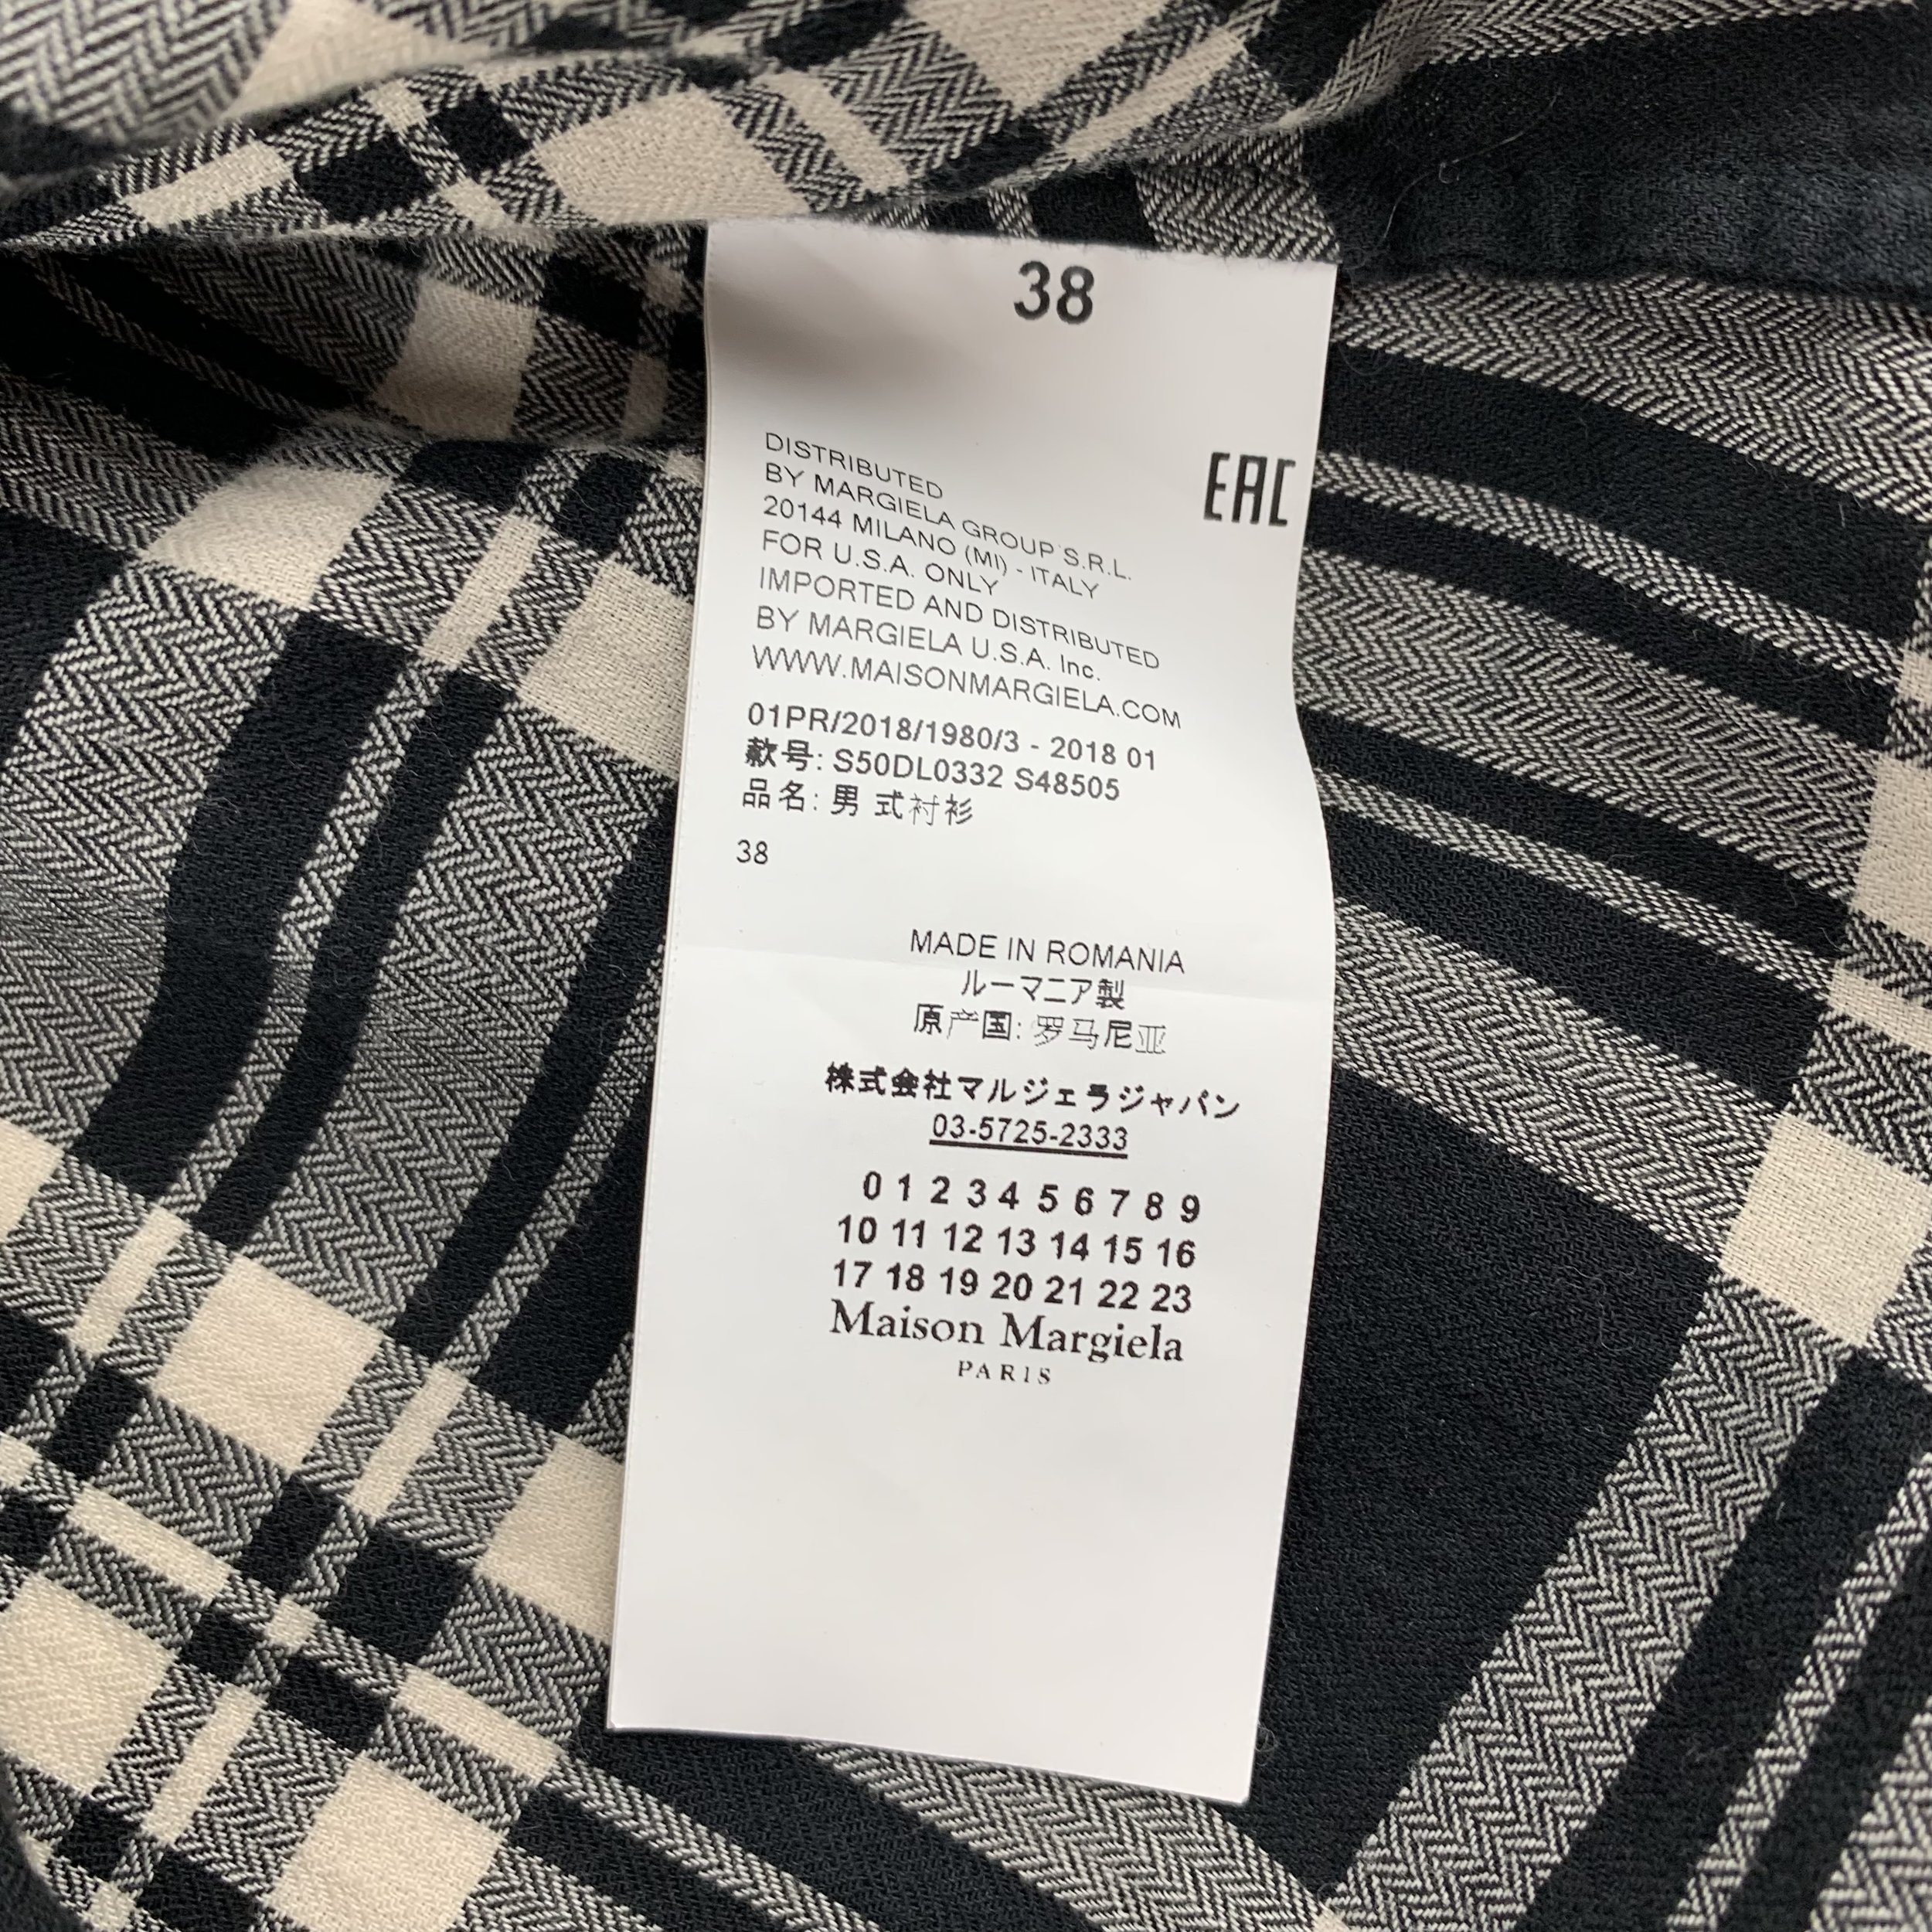 38
EAC
DISTRIBUTED
BY MARGIELA GROUP S.R.L.
20144 MILANO (MI) - ITALY
FOR U.S.A. ONLY
IMPORTED AND DISTRIBUTED
BY MARGIELA U.S.A. Inc.
WWW.MAISONMARGIELA.COM
01PR/2018/1980/3 - 2018 01
款号: S50DL0332 S48505
品名: 男 式衬衫
38
MADE IN ROMANIA
ルーマニア製
原产国: 罗马尼亚
株式会社マルジェラジャパン
03-5725-2333
0 1 2 3 4 5 6 7 8 9
10 11 12 13 14 15 16
17 18 19 20 21 22 23
Maison Margiela
PARIS